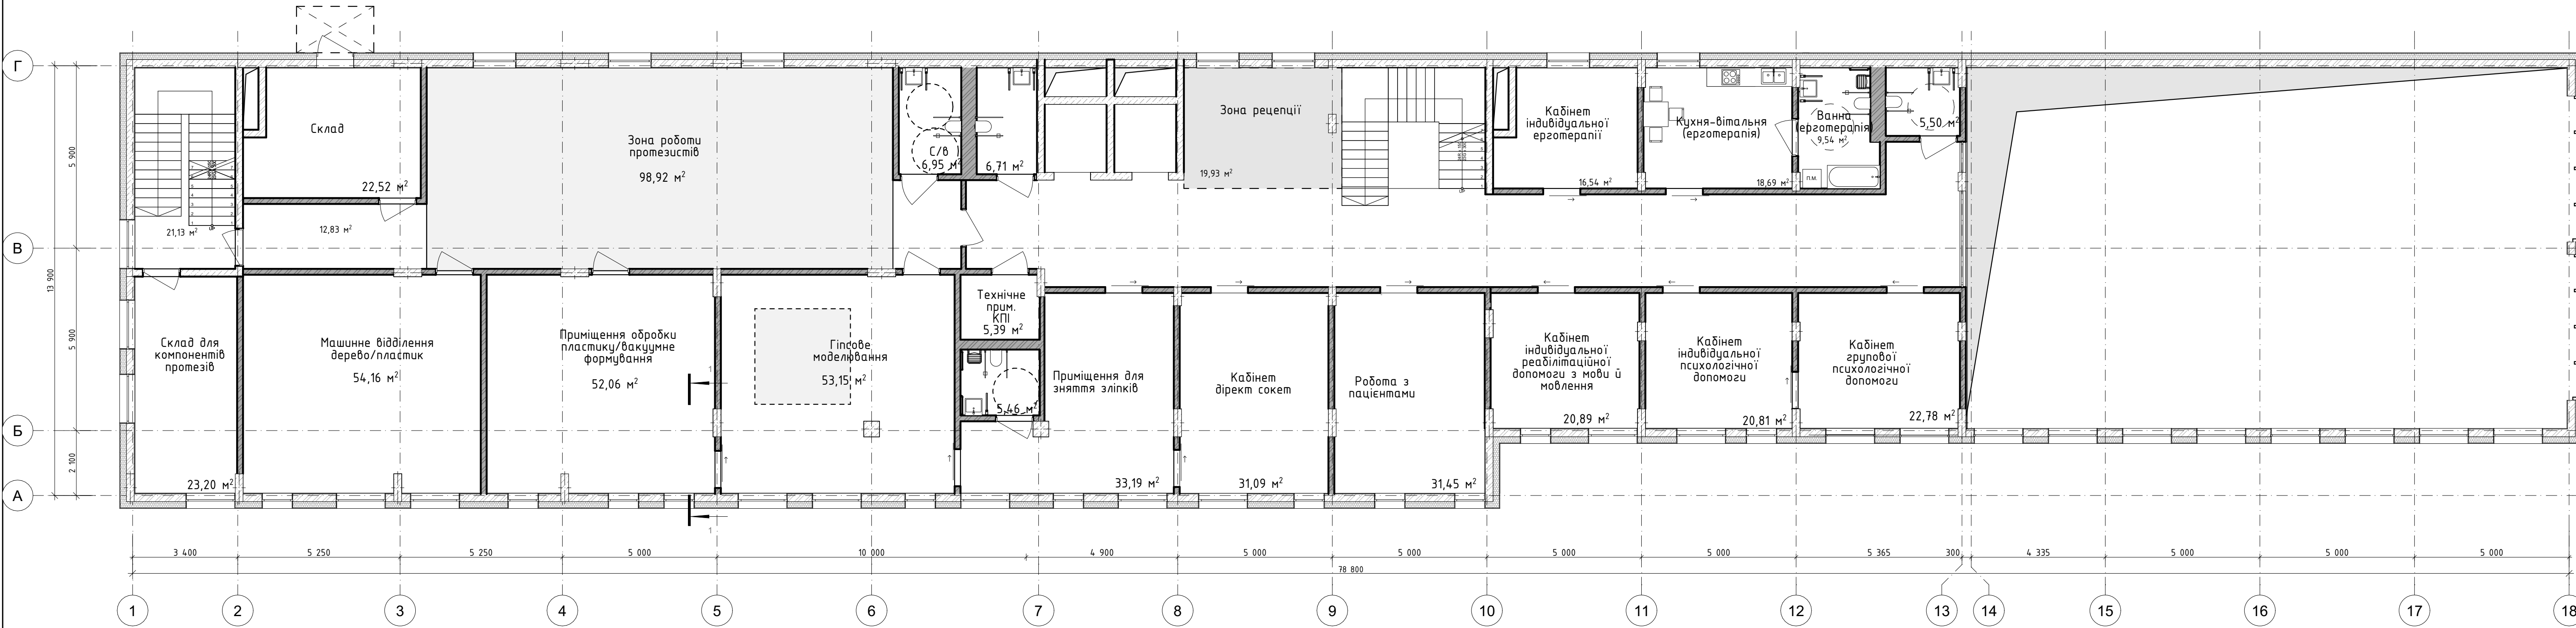 Г
В
Б
А
5 900
5 900
2 100
13 900
Склад
22,52 м²
21,13 м²
12,83 м²
Зона роботи
протезистів
98,92 м²
С/в
6,95 м²
6,71 м²
Зона рецепції
19,93 м²
Кабінет
індивідуальної
ерготерапії
16,54 м²
Кухня-вітальня
(ерготерапія)
18,69 м²
Ванна
(ерготерапія)
9,54 м²
п.м.
5,50 м²
Склад для
компонентів
протезів
23,20 м²
Машинне відділення
дерево/пластик
54,16 м²
Приміщення обробки
пластику/вакуумне
формування
52,06 м²
1
1
Гіпсове
моделювання
53,15 м²
Технічне
прим.
КПІ
5,39 м²
5,46 м²
Приміщення для
зняття зліпків
33,19 м²
Кабінет
дірект сокет
31,09 м²
Робота з
пацієнтами
31,45 м²
Кабінет
індивідуальної
реабілітаційної
допомоги з мови й
мовлення
20,89 м²
Кабінет
індивідуальної
психологічної
допомоги
20,81 м²
Кабінет
групової
психологічної
допомоги
22,78 м²
3 400
5 250
5 250
5 000
10 000
4 900
5 000
5 000
5 000
5 000
5 365
300
4 335
5 000
5 000
5 000
78 800
1
2
3
4
5
6
7
8
9
10
11
12
13
14
15
16
17
18